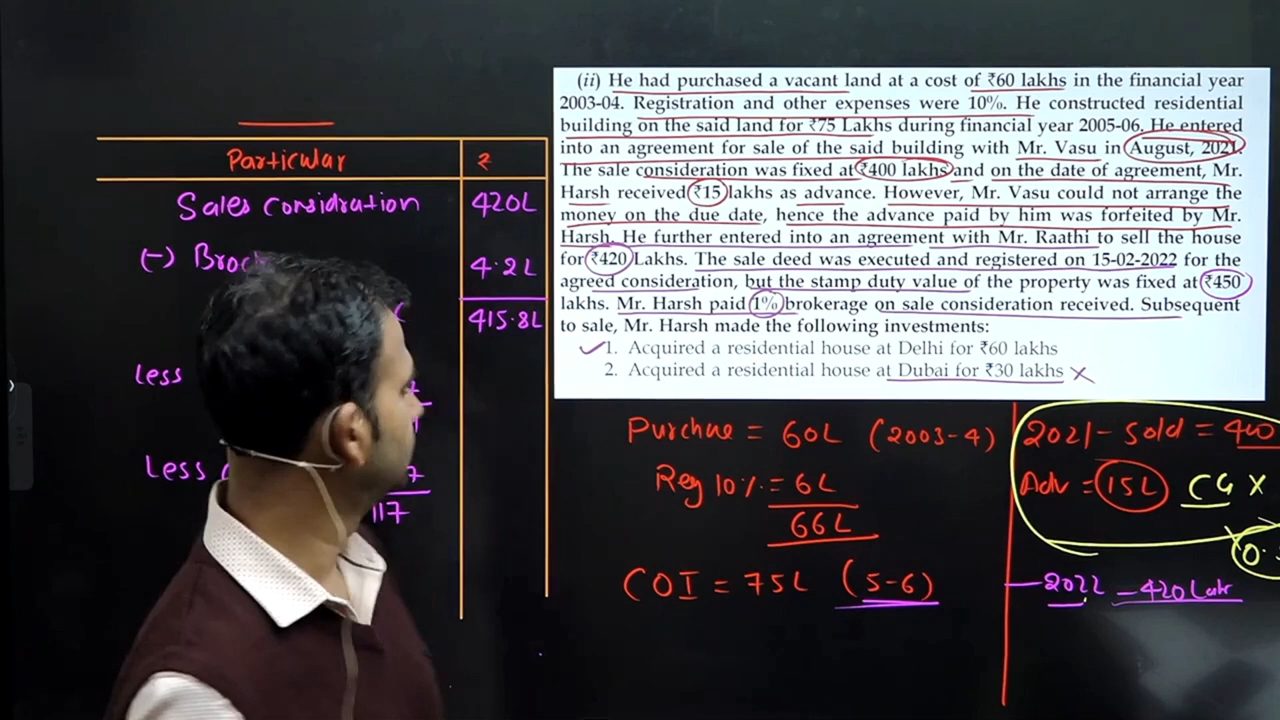 (ii) He had purchased a vacant land at a cost of ₹60 lakhs in the financial year
2003-04. Registration and other expenses were 10%. He constructed residential
building on the said land for ₹75 Lakhs during financial year 2005-06. He entered
into an agreement for sale of the said building with Mr. Vasu in August, 2021.
The sale consideration was fixed at ₹400 lakhs and on the date of agreement, Mr.
Harsh received ₹15 lakhs as advance. However, Mr. Vasu could not arrange the
money on the due date, hence the advance paid by him was forfeited by Mr.
Harsh. He further entered into an agreement with Mr. Raathi to sell the house
for ₹420 Lakhs. The sale deed was executed and registered on 15-02-2022 for the
agreed consideration, but the stamp duty value of the property was fixed at ₹450
lakhs. Mr. Harsh paid 1% brokerage on sale consideration received. Subsequent
to sale, Mr. Harsh made the following investments:
1. Acquired a residential house at Delhi for ₹60 lakhs
2. Acquired a residential house at Dubai for ₹30 lakhs
Particular ₹
Sales Considration 420L
(-) 4.2L
415.8L
Less
Less
117
Purchae = 60L (2003-4)
Reg 10% = 6L
66L
COI = 75L (5-6)
2021 - Sold = 400
Adv = 15L CG X
2022 - 420 Lakh